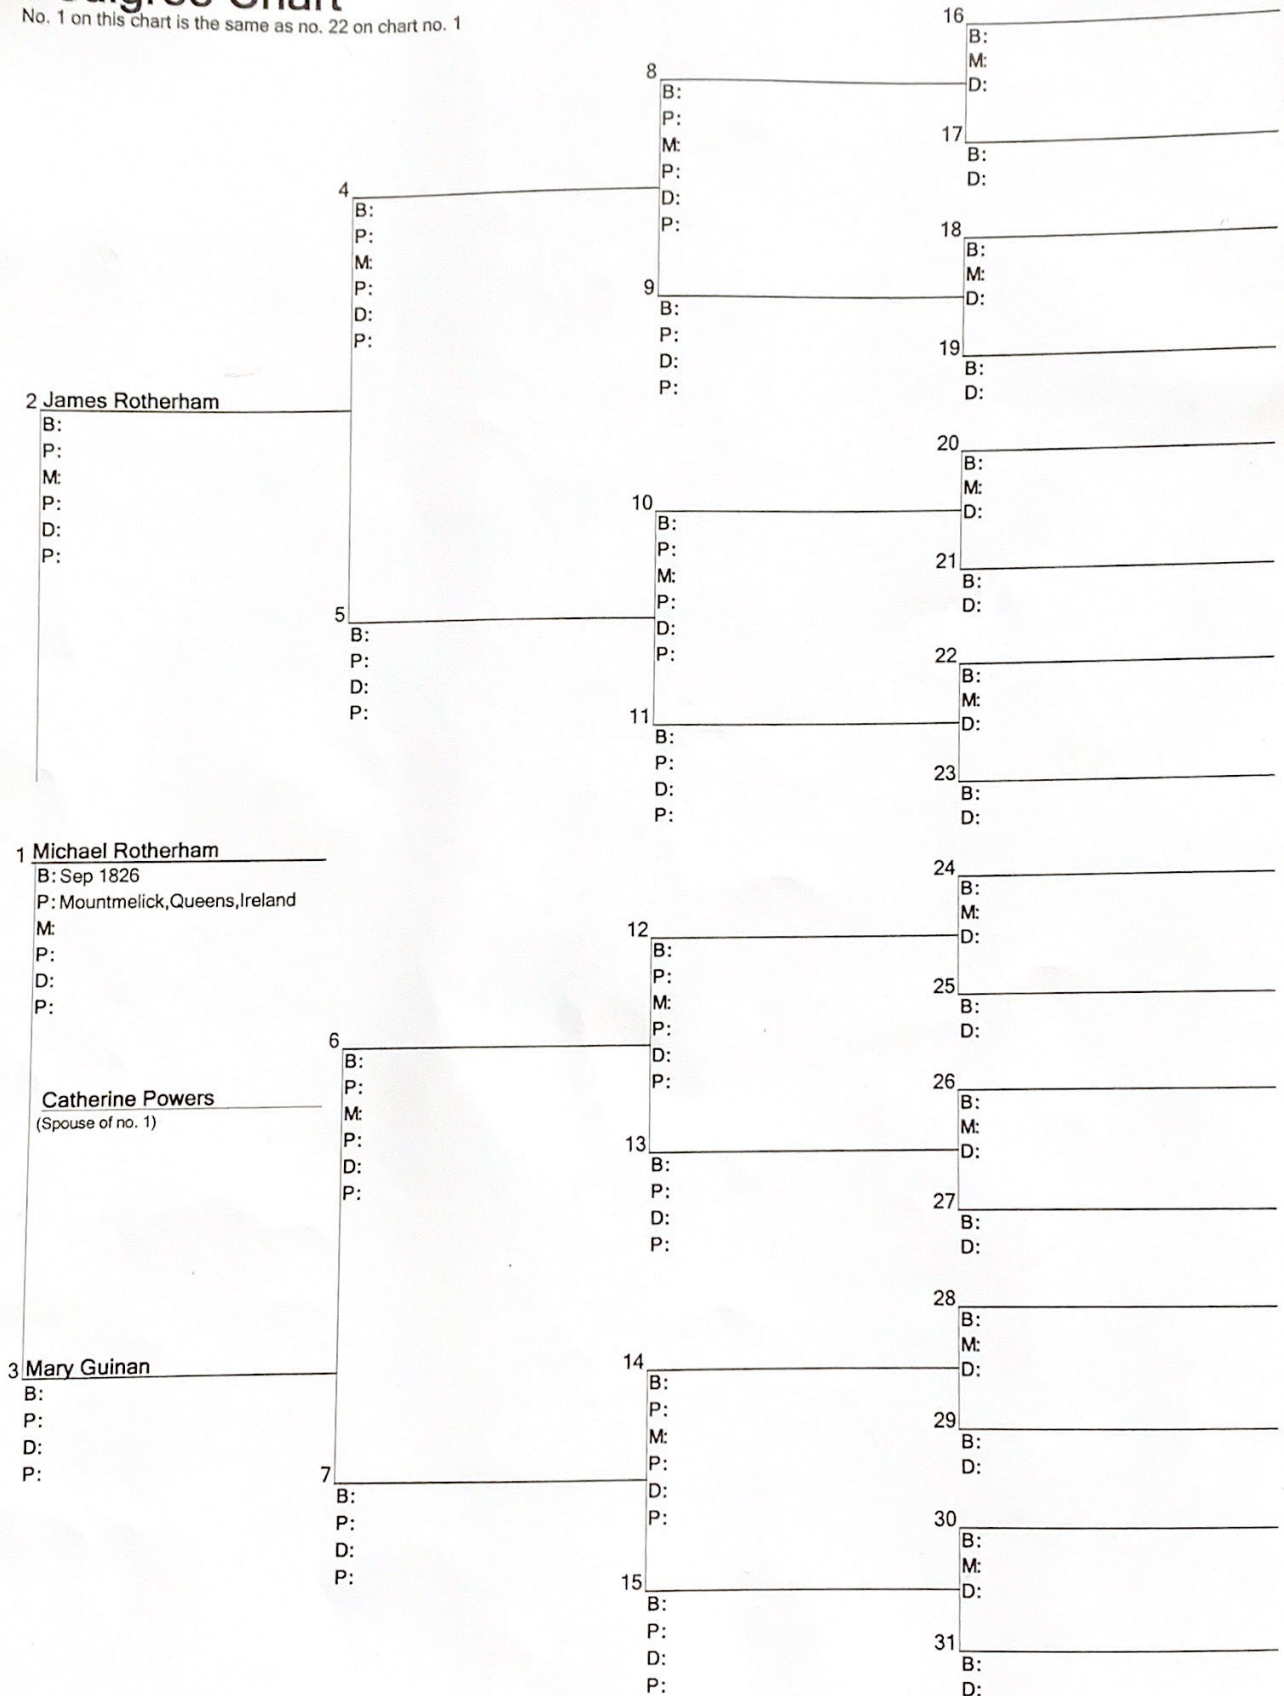 Chart
No. 1 on this chart is the same as no. 22 on chart no. 1
16
B:
M:
D:
17
B:
D:
8
B:
P:
M:
P:
D:
P:
4
B:
P:
M:
P:
D:
P:
18
B:
M:
D:
9
B:
P:
D:
P:
19
B:
D:
2 James Rotherham
B:
P:
M:
P:
D:
P:
20
B:
M:
D:
10
B:
P:
M:
P:
D:
P:
21
B:
D:
5
B:
P:
D:
P:
22
B:
M:
D:
11
B:
P:
D:
P:
23
B:
D:
1 Michael Rotherham
B: Sep 1826
P: Mountmelick,Queens,Ireland
M:
P:
D:
P:
24
B:
M:
D:
12
B:
P:
M:
P:
D:
P:
25
B:
D:
6
B:
P:
M:
P:
D:
P:
Catherine Powers
(Spouse of no. 1)
26
B:
M:
D:
13
B:
P:
D:
P:
27
B:
D:
3 Mary Guinan
B:
P:
D:
P:
28
B:
M:
D:
14
B:
P:
M:
P:
D:
P:
29
B:
D:
7
B:
P:
D:
P:
30
B:
M:
D:
15
B:
P:
D:
P:
31
B:
D: